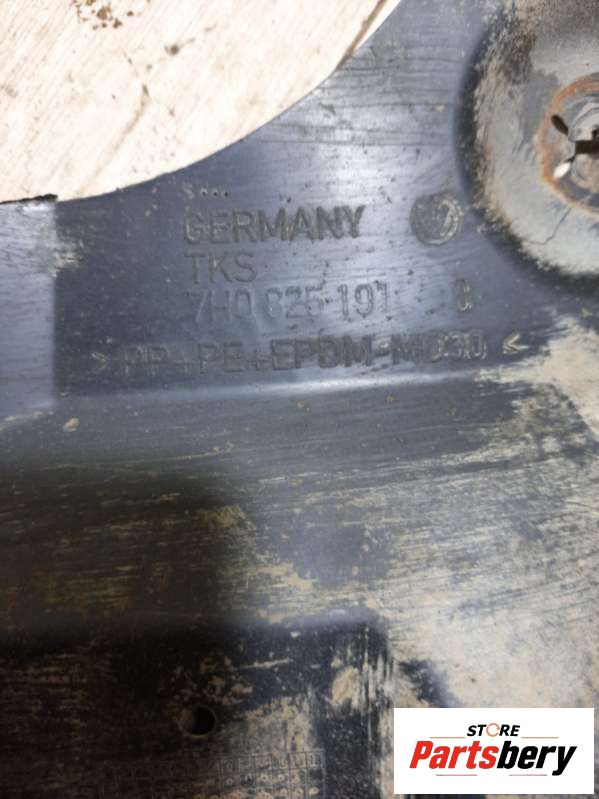 GERMANY
TKS
7H0 825 191
>PP+PE+EPDM-MD30<
STORE
Partsbery